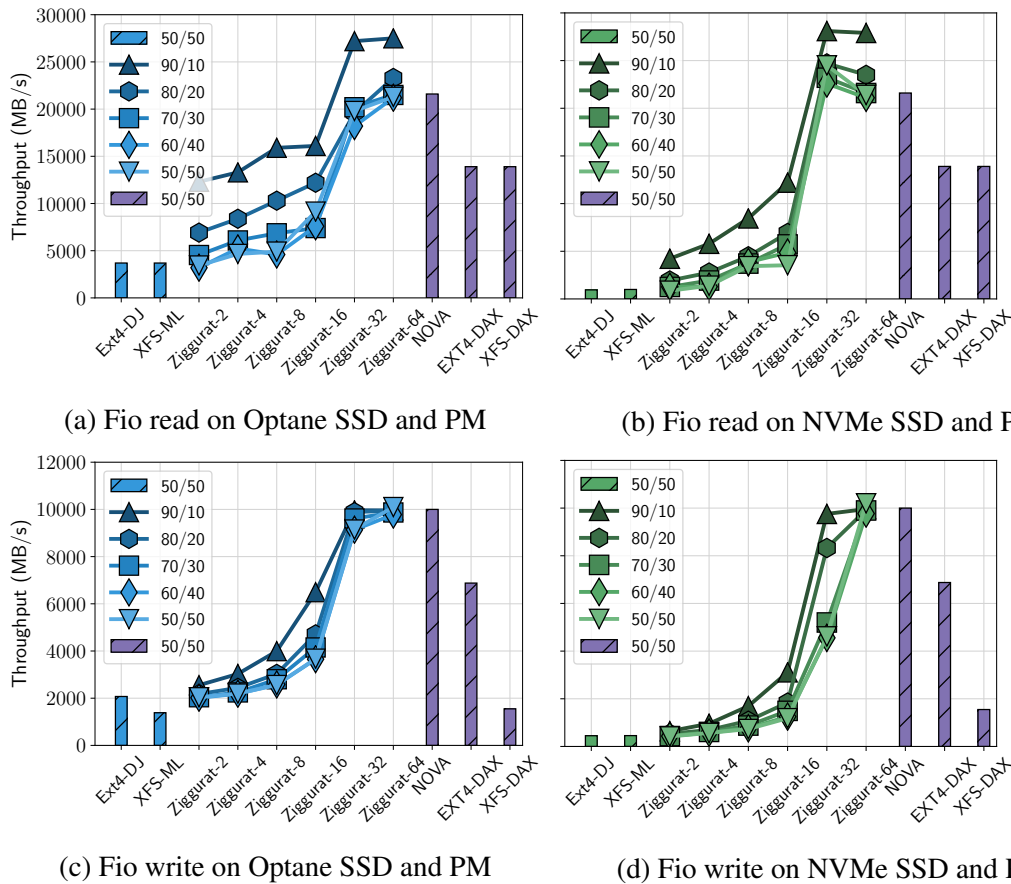 30000
25000
20000
15000
10000
5000
0
Throughput (MB/s)
50/50
90/10
80/20
70/30
60/40
50/50
50/50
Ext4-DJ
XFS-ML
Ziggurat-2
Ziggurat-4
Ziggurat-8
Ziggurat-16
Ziggurat-32
Ziggurat-64
NOVA
EXT4-DAX
XFS-DAX
(a) Fio read on Optane SSD and PM
50/50
90/10
80/20
70/30
60/40
50/50
50/50
Ext4-DJ
XFS-ML
Ziggurat-2
Ziggurat-4
Ziggurat-8
Ziggurat-16
Ziggurat-32
Ziggurat-64
NOVA
EXT4-DAX
XFS-DAX
(b) Fio read on NVMe SSD and P
12000
10000
8000
6000
4000
2000
0
Throughput (MB/s)
50/50
90/10
80/20
70/30
60/40
50/50
50/50
Ext4-DJ
XFS-ML
Ziggurat-2
Ziggurat-4
Ziggurat-8
Ziggurat-16
Ziggurat-32
Ziggurat-64
NOVA
EXT4-DAX
XFS-DAX
(c) Fio write on Optane SSD and PM
50/50
90/10
80/20
70/30
60/40
50/50
50/50
Ext4-DJ
XFS-ML
Ziggurat-2
Ziggurat-4
Ziggurat-8
Ziggurat-16
Ziggurat-32
Ziggurat-64
NOVA
EXT4-DAX
XFS-DAX
(d) Fio write on NVMe SSD and